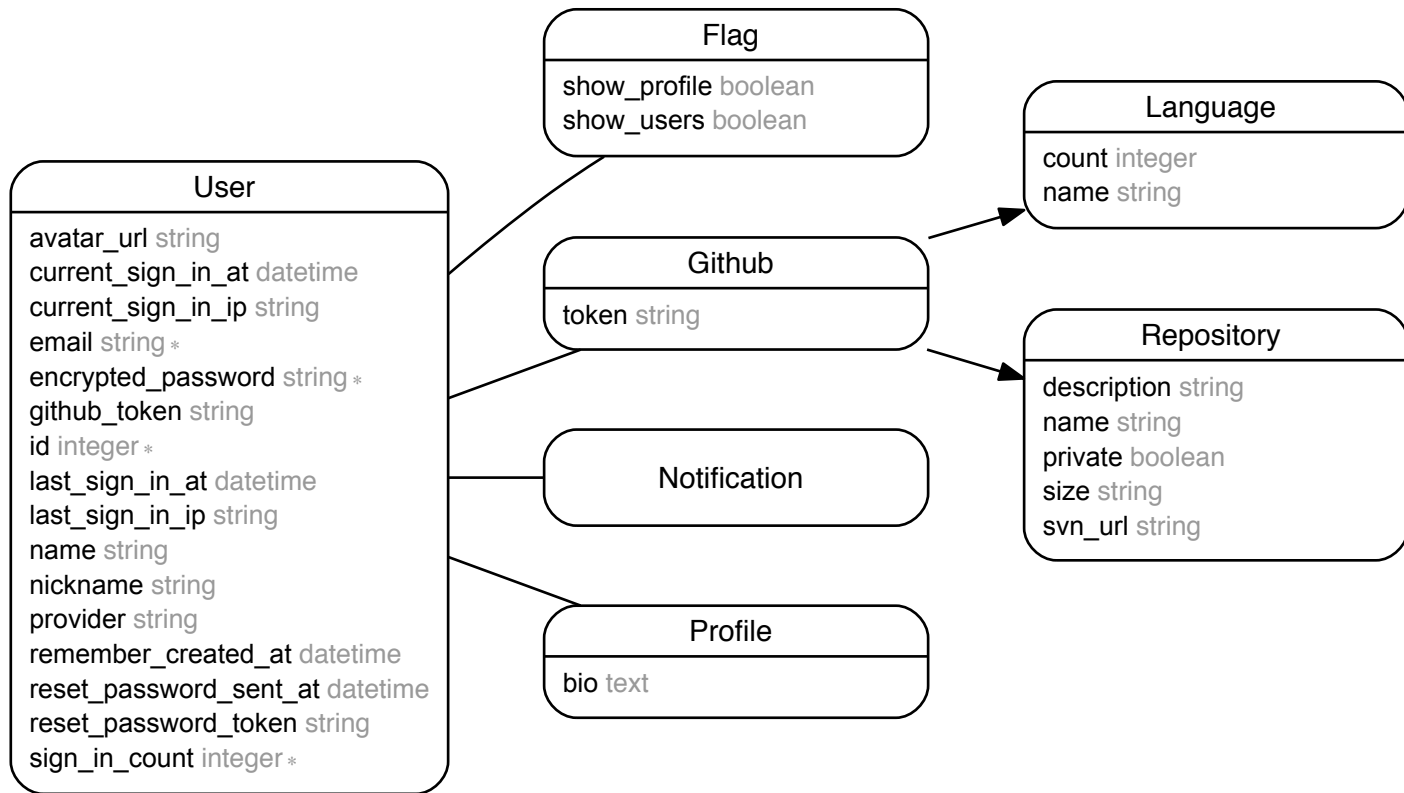 User
avatar_url string
current_sign_in_at datetime
current_sign_in_ip string
email string *
encrypted_password string *
github_token string
id integer *
last_sign_in_at datetime
last_sign_in_ip string
name string
nickname string
provider string
remember_created_at datetime
reset_password_sent_at datetime
reset_password_token string
sign_in_count integer *
Flag
show_profile boolean
show_users boolean
Github
token string
Notification
Profile
bio text
Language
count integer
name string
Repository
description string
name string
private boolean
size string
svn_url string